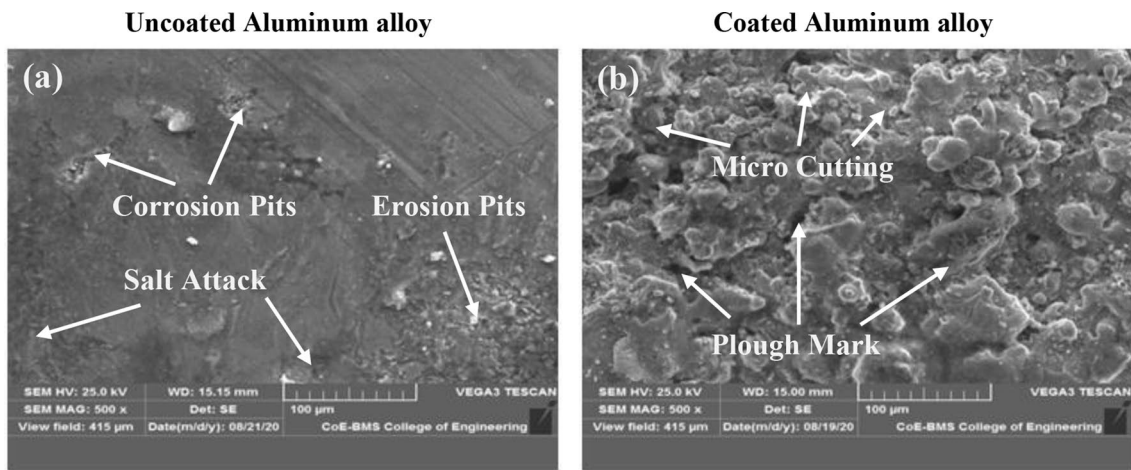 Uncoated Aluminum alloy
Coated Aluminum alloy
(a)
Corrosion Pits
Erosion Pits
Salt Attack
SEM HV: 25.0 kV
WD: 15.15 mm
VEGA3 TESCAN
SEM MAG: 500 x
Det: SE
100 µm
View field: 415 µm
Date(m/d/y): 08/21/20
CoE-BMS College of Engineering
(b)
Micro Cutting
Plough Mark
SEM HV: 25.0 kV
WD: 15.00 mm
VEGA3 TESCAN
SEM MAG: 500 x
Det: SE
100 µm
View field: 415 µm
Date(m/d/y): 08/19/20
CoE-BMS College of Engineering